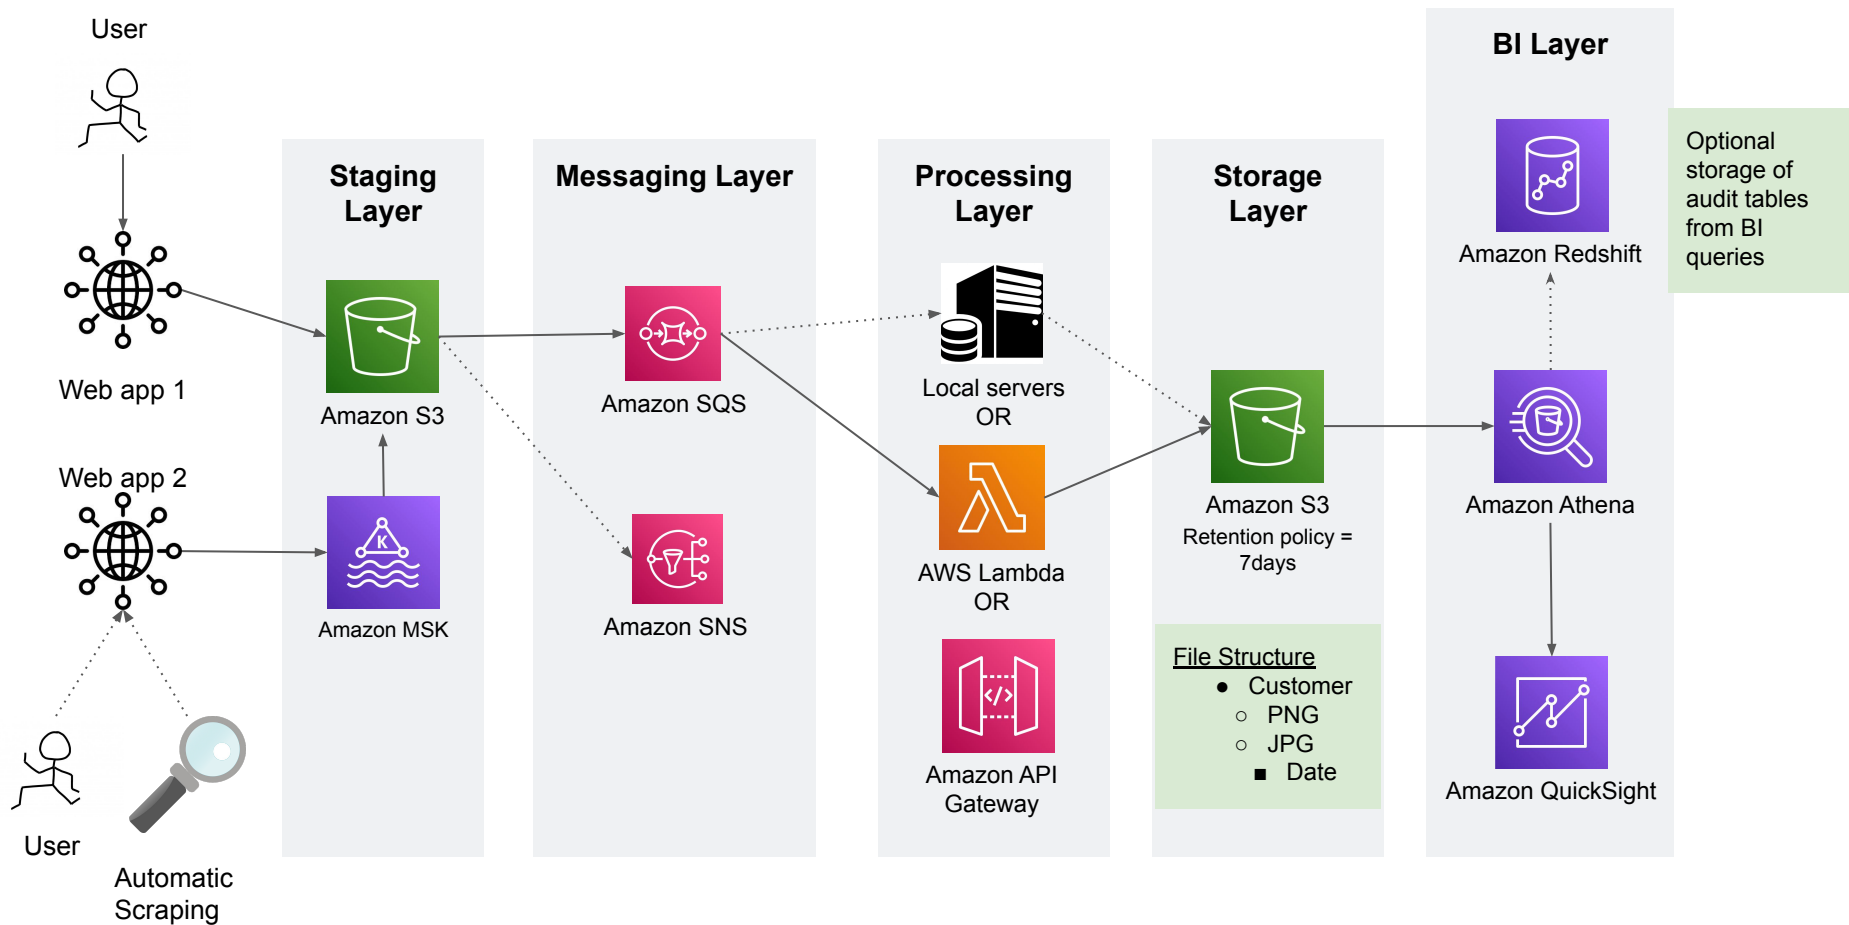 User
Web app 1
Web app 2
User
Automatic
Scraping
Staging
Layer
Amazon S3
K
Amazon MSK
Messaging Layer
Amazon SQS
Amazon SNS
Processing
Layer
Local servers
OR
AWS Lambda
OR
</>
Amazon API
Gateway
Storage
Layer
Amazon S3
Retention policy =
7days
File Structure
● Customer
○ PNG
○ JPG
■ Date
BI Layer
Amazon Redshift
Amazon Athena
Amazon QuickSight
Optional
storage of
audit tables
from BI
queries